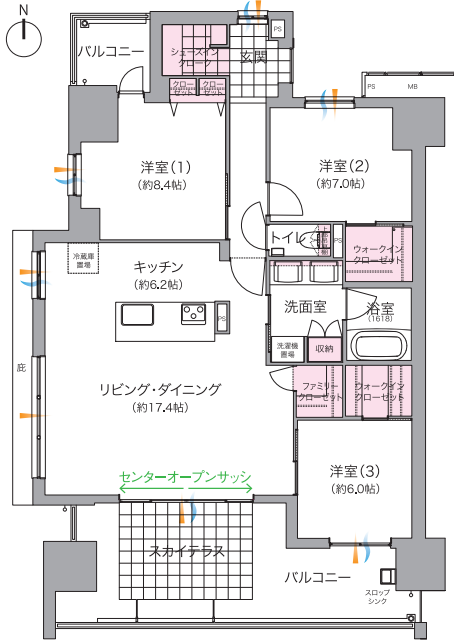 N
バルコニー
シューズイン
クローク
玄関
PS
クロー
ゼット
クロー
ゼット
PS
MB
洋室(1)
(約8.4帖)
洋室(2)
(約7.0帖)
トイレ
PS
ウォークイン
クローゼット
冷蔵庫
置場
キッチン
(約6.2帖)
PS
洗面室
洗濯機
置場
収納
浴室
(1618)
庇
リビング・ダイニング
(約17.4帖)
ファミリー
クローゼット
ウォークイン
クローゼット
洋室(3)
(約6.0帖)
センターオープンサッシ
スカイテラス
バルコニー
スロップ
シンク